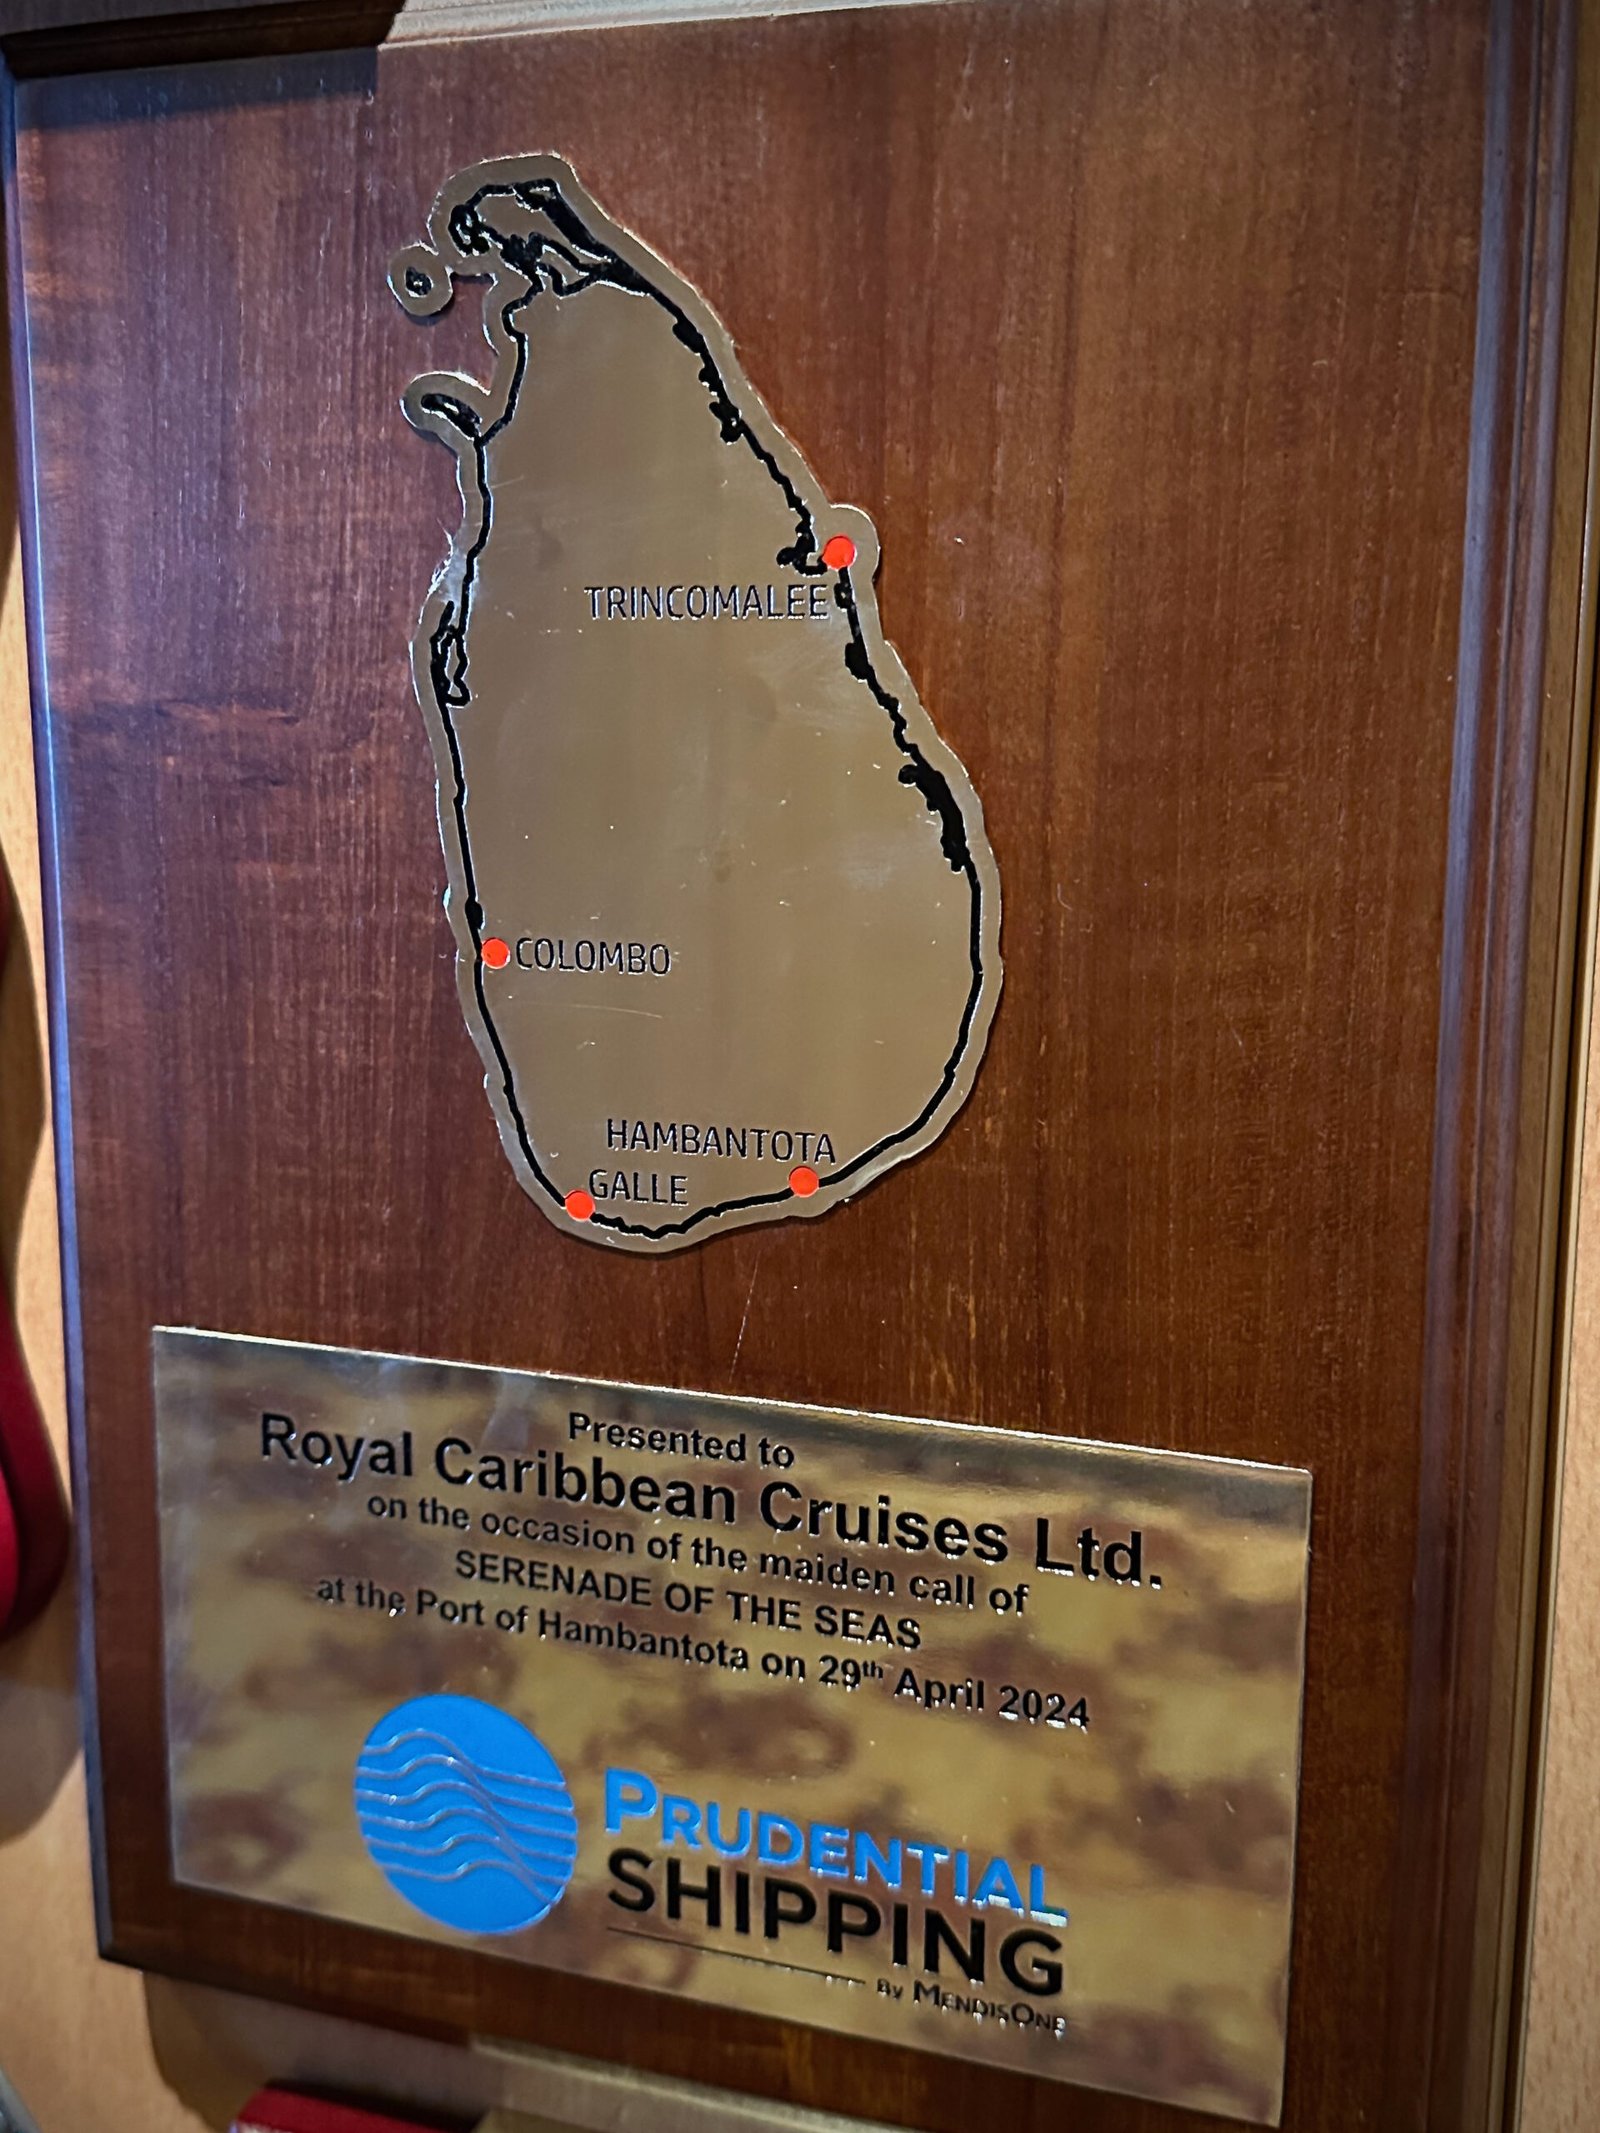 TRINCOMALEE
COLOMBO
HAMBANTOTA
GALLE
Presented to
Royal Caribbean Cruises Ltd.
on the occasion of the maiden call of
SERENADE OF THE SEAS
at the Port of Hambantota on 29th April 2024
PRUDENTIAL
SHIPPING
BY MENDISONE